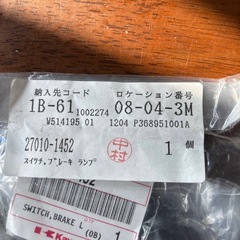 納入先コード ロケーション番号
1B-61 1002274 08-04-3M
W514195 01 1204 P368951001A
27010-1452 中村 1 個
スイツチ,ブレーキ ランプ
SWITCH,BRAKE L
(OB)
1